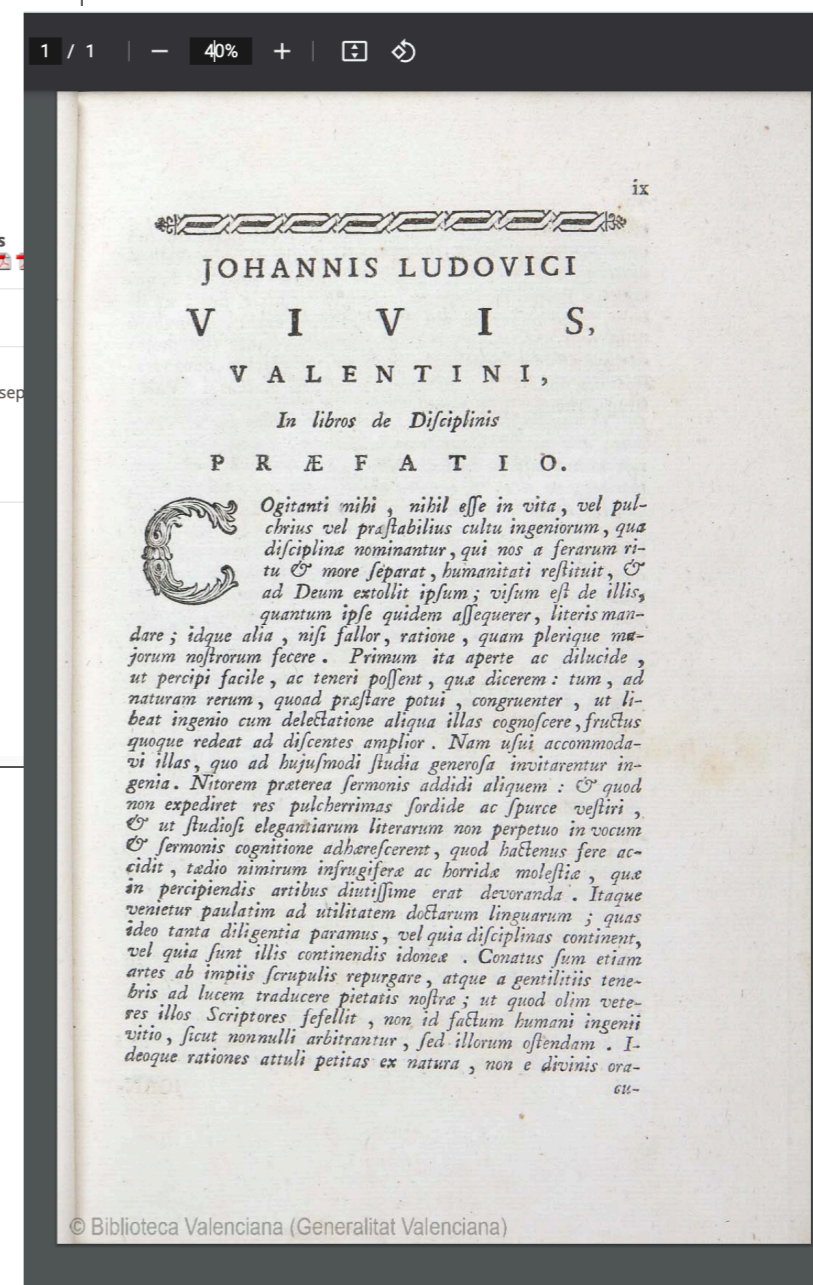 1 / 1 40%
s
sep
ix
JOHANNIS LUDOVICI
VIVIS,
VALENTINI,
In libros de Diſciplinis
PRÆFATIO.
COgitanti mihi , nihil eſſe in vita , vel pul-
chrius vel præſtabilius cultu ingeniorum , qua
diſciplinæ nominantur , qui nos a ferarum ri-
tu & more ſeparat , humanitati reſtituit , &
ad Deum extollit ipſum ; viſum eſt de illis,
quantum ipſe quidem aſſequerer , literis man-
dare ; idque alia , niſi fallor , ratione , quam plerique ma-
jorum noſtrorum fecere . Primum ita aperte ac dilucide ,
ut percipi facile , ac teneri poſſent , quæ dicerem : tum , ad
naturam rerum , quoad præſtare potui , congruenter , ut li-
beat ingenio cum delectatione aliqua illas cognoſcere , fructus
quoque redeat ad diſcentes amplior . Nam uſui accommoda-
vi illas , quo ad hujuſmodi ſtudia generoſa invitarentur in-
genia . Nitorem præterea ſermonis addidi aliquem : & quod
non expediret res pulcherrimas ſordide ac ſpurce veſtiri ,
& ut ſtudioſi elegantiarum literarum non perpetuo in vocum
& ſermonis cognitione adhæreſcerent , quod hactenus fere ac-
cidit , tædio nimirum infrugiferæ ac horridæ moleſtiæ , quæ
in percipiendis artibus diutiſſime erat devoranda . Itaque
venietur paulatim ad utilitatem doctarum linguarum ; quas
ideo tanta diligentia paramus , vel quia diſciplinas continent,
vel quia ſunt illis continendis idoneæ . Conatus ſum etiam
artes ab impiis ſcrupulis repurgare , atque a gentilitiis tene-
bris ad lucem traducere pietatis noſtræ ; ut quod olim vete-
res illos Scriptores fefellit , non id factum humani ingenii
vitio , ſicut nonnulli arbitrantur , ſed illorum oſtendam . I-
deoque rationes attuli petitas ex natura , non e divinis ora-
cu-
© Biblioteca Valenciana (Generalitat Valenciana)